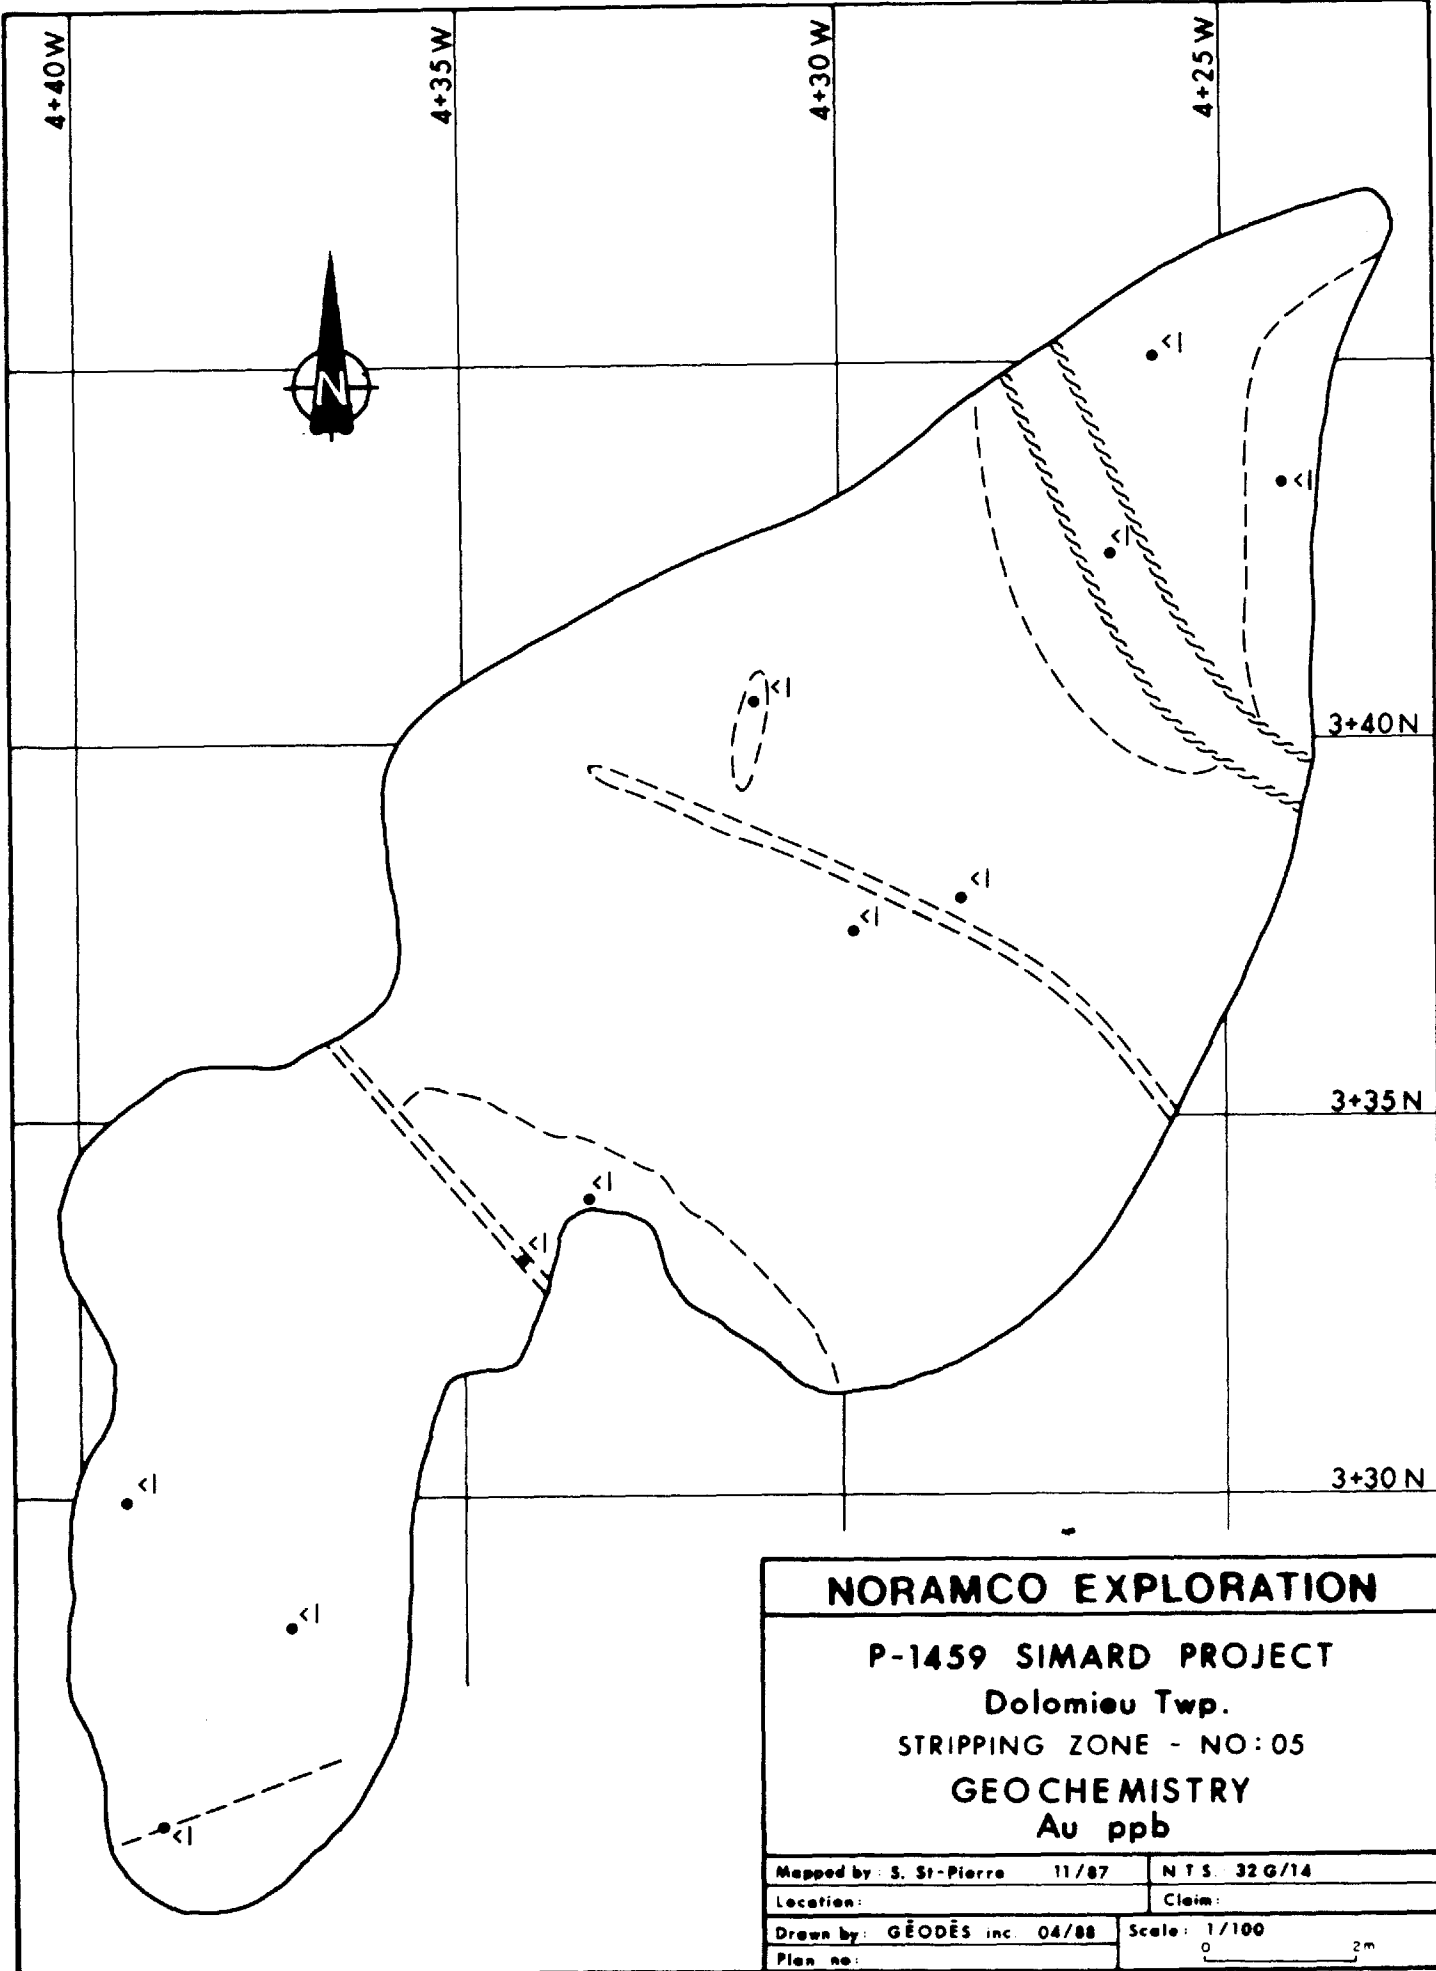 4+40W
4+35W
4+30W
4+25W
<1
N
<1
<1
<1
3+40N
<1
<1
3+35N
<1
<1
3+30N
<1
<1
<1
NORAMCO EXPLORATION
P-1459 SIMARD PROJECT
Dolomieu Twp.
STRIPPING ZONE - NO:05
GEOCHEMISTRY
Au ppb
Mapped by: S. St-Pierre 11/87
N T S. 32G/14
Location:
Claim:
Drawn by: GÉODÈS inc. 04/88
Scale: 1/100
0 2m
Plan no: